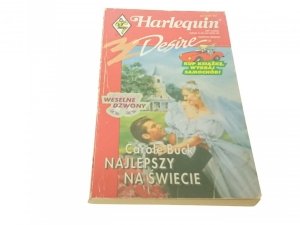 Harlequin
Desire
KUP KSIĄŻKĘ,
WYGRAJ
SAMOCHÓD!
WESELNE
DZWONY
Carole Buck
NAJLEPSZY
NA ŚWIECIE